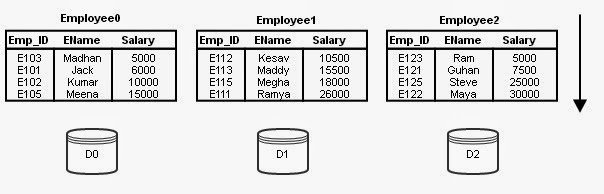 Employee0 Employee1 Employee2
Emp_ID EName Salary Emp_ID EName Salary Emp_ID EName Salary
E103 Madhan 5000 E112 Kesav 10500 E123 Ram 5000
E101 Jack 6000 E113 Maddy 15500 E121 Guhan 7500
E102 Kumar 10000 E115 Megha 18000 E125 Steve 25000
E105 Meena 15000 E111 Ramya 26000 E122 Maya 30000
D0 D1 D2